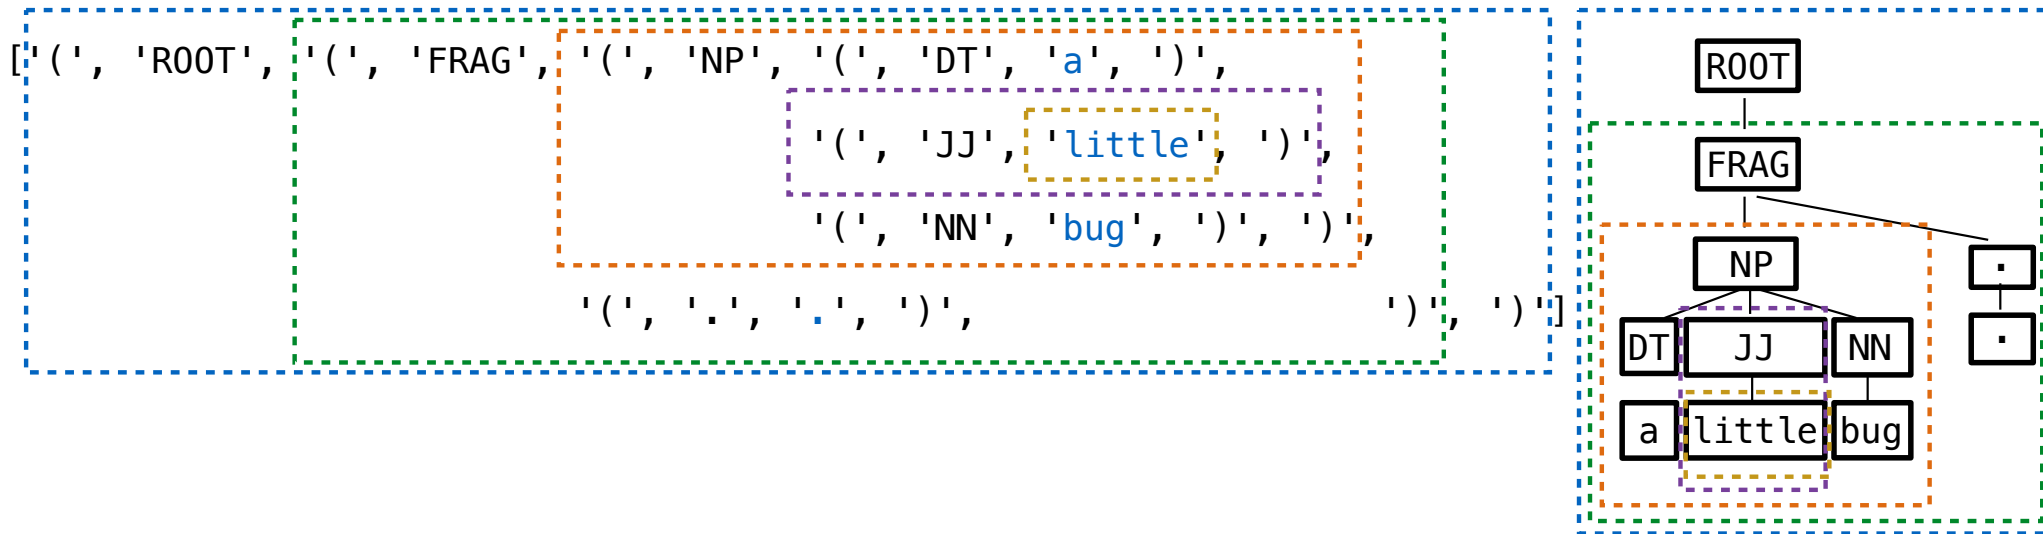 ['(', 'ROOT', '(', 'FRAG', '(', 'NP', '(', 'DT', 'a', ')',
'(', 'JJ', 'little', ')',
'(', 'NN', 'bug', ')', ')',
'(', '.', '.', ')', ')', ')']
ROOT
FRAG
NP .
DT JJ NN .
a little bug